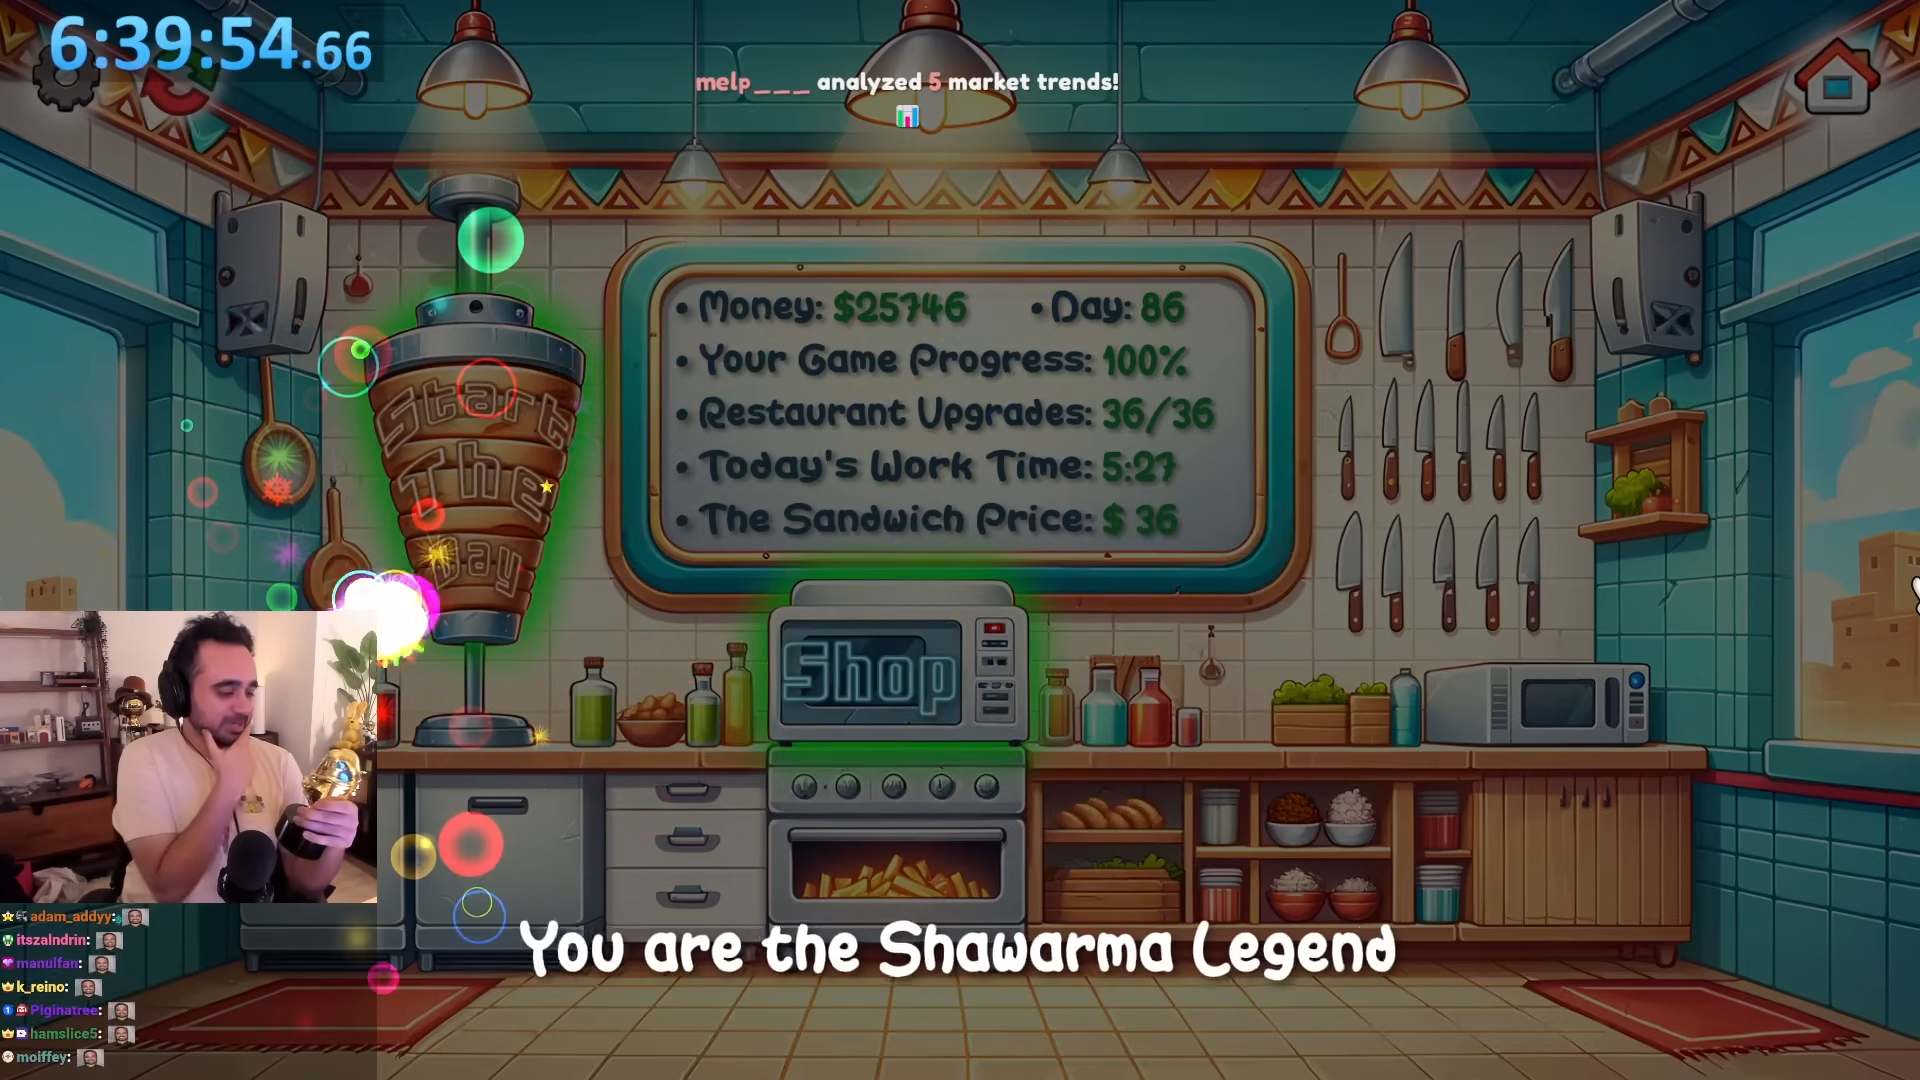 6:39:54.66
melp___ analyzed 5 market trends!
• Money: $25746 • Day: 86
• Your Game Progress: 100%
• Restaurant Upgrades: 36/36
• Today's Work Time: 5:27
• The Sandwich Price: $ 36
Start
The
Day
Shop
You are the Shawarma Legend
adam_addyy:
itszalndrin:
manulfan:
k_reino:
Piginatree:
hamslice5:
moiffey: